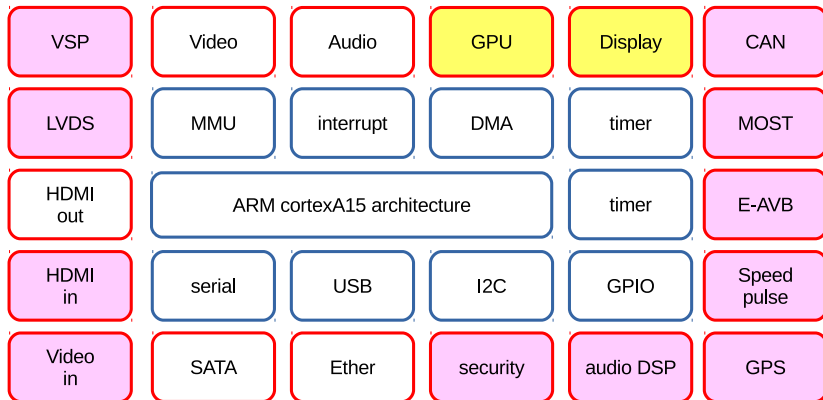 VSP
Video
Audio
GPU
Display
CAN
LVDS
MMU
interrupt
DMA
timer
MOST
HDMI
out
ARM cortexA15 architecture
timer
E-AVB
HDMI
in
serial
USB
I2C
GPIO
Speed
pulse
Video
in
SATA
Ether
security
audio DSP
GPS